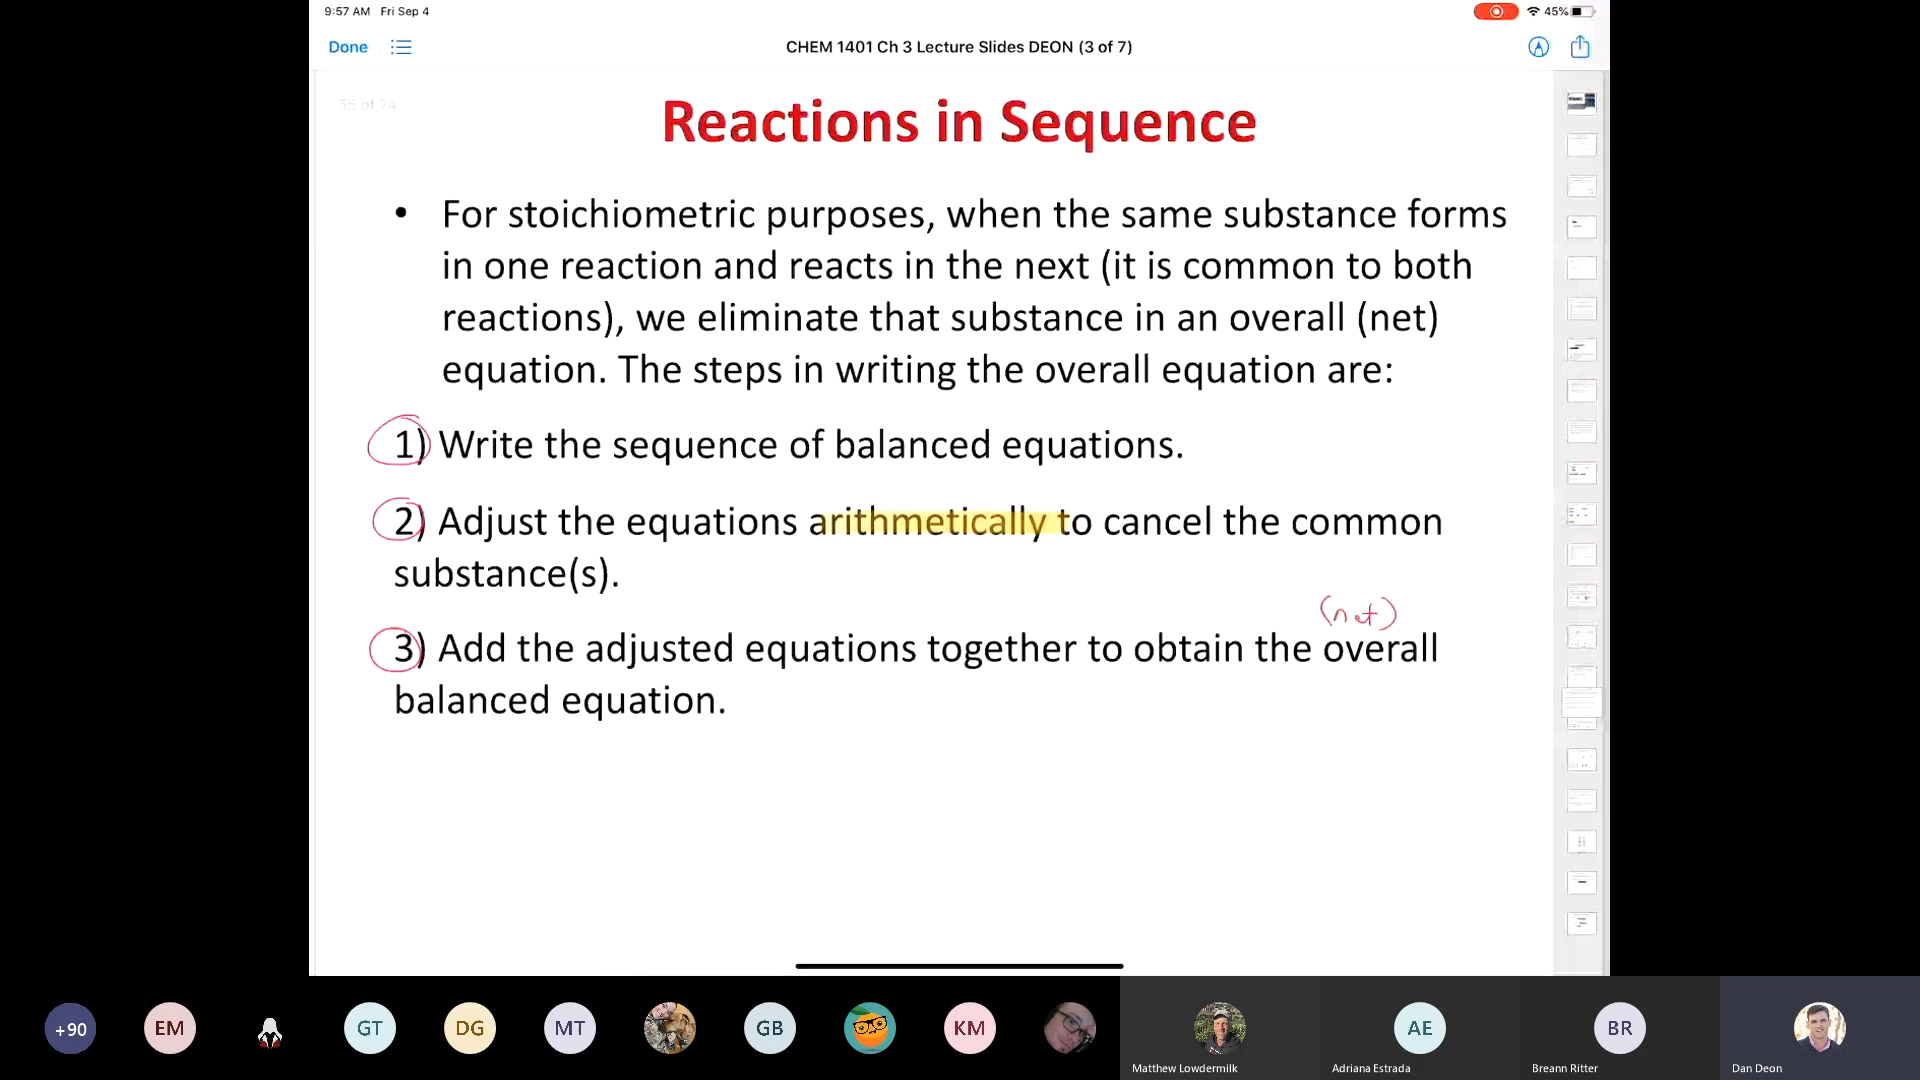 9:57 AM Fri Sep 4
45%
Done
CHEM 1401 Ch 3 Lecture Slides DEON (3 of 7)
35 of 74
Reactions in Sequence
• For stoichiometric purposes, when the same substance forms
in one reaction and reacts in the next (it is common to both
reactions), we eliminate that substance in an overall (net)
equation. The steps in writing the overall equation are:
1) Write the sequence of balanced equations.
2) Adjust the equations arithmetically to cancel the common
substance(s).
(net)
3) Add the adjusted equations together to obtain the overall
balanced equation.
+90 EM GT DG MT GB KM AE BR
Matthew Lowdermilk Adriana Estrada Breann Ritter Dan Deon